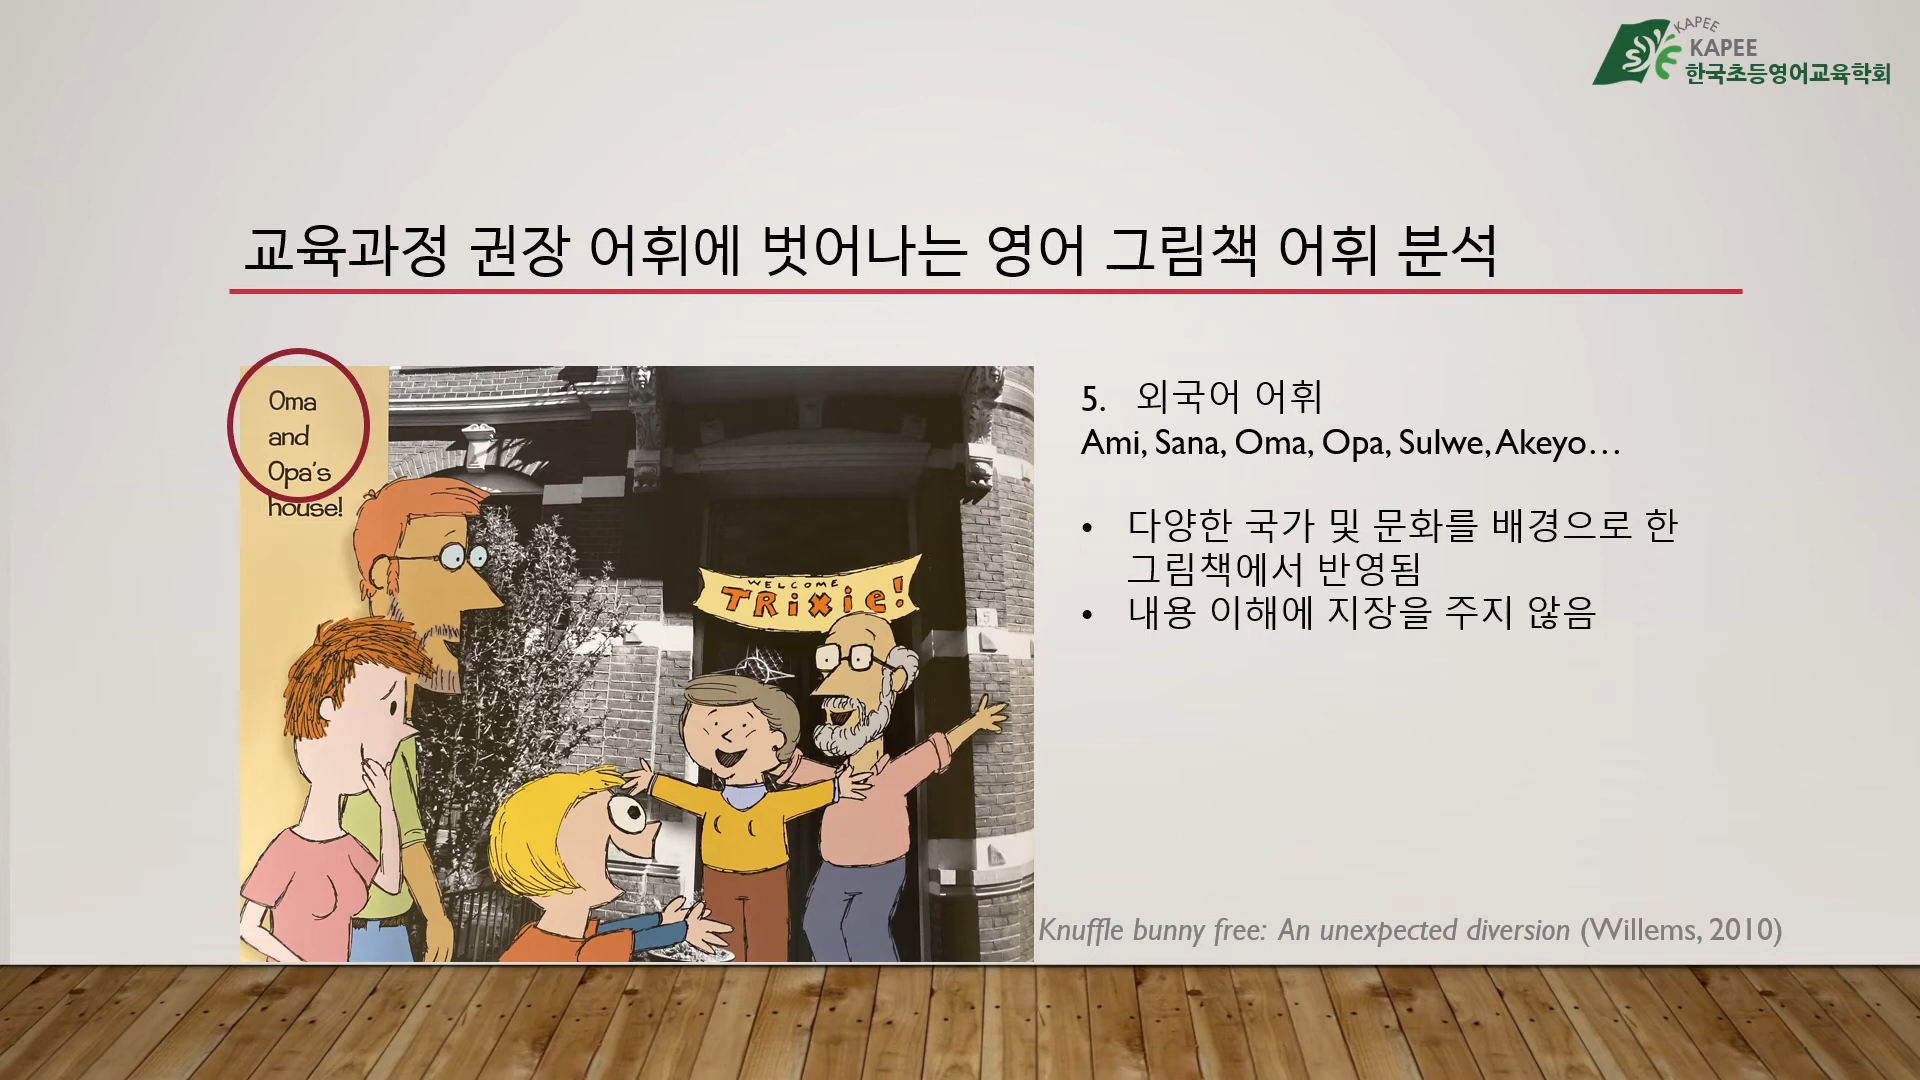 KAPEE
KAPEE
한국초등영어교육학회
교육과정 권장 어휘에 벗어나는 영어 그림책 어휘 분석
Oma
and
Opa's
house!
WELCOME
TRixie!
5
5. 외국어 어휘
Ami, Sana, Oma, Opa, Sulwe, Akeyo…
• 다양한 국가 및 문화를 배경으로 한
그림책에서 반영됨
• 내용 이해에 지장을 주지 않음
Knuffle bunny free: An unexpected diversion (Willems, 2010)